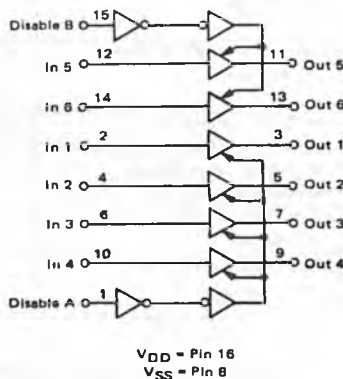 Disable B 15
In 5 12 11 Out 5
In 6 14 13 Out 6
In 1 2 3 Out 1
In 2 4 5 Out 2
In 3 6 7 Out 3
In 4 10 9 Out 4
Disable A 1
VDD = Pin 16
VSS = Pin 8